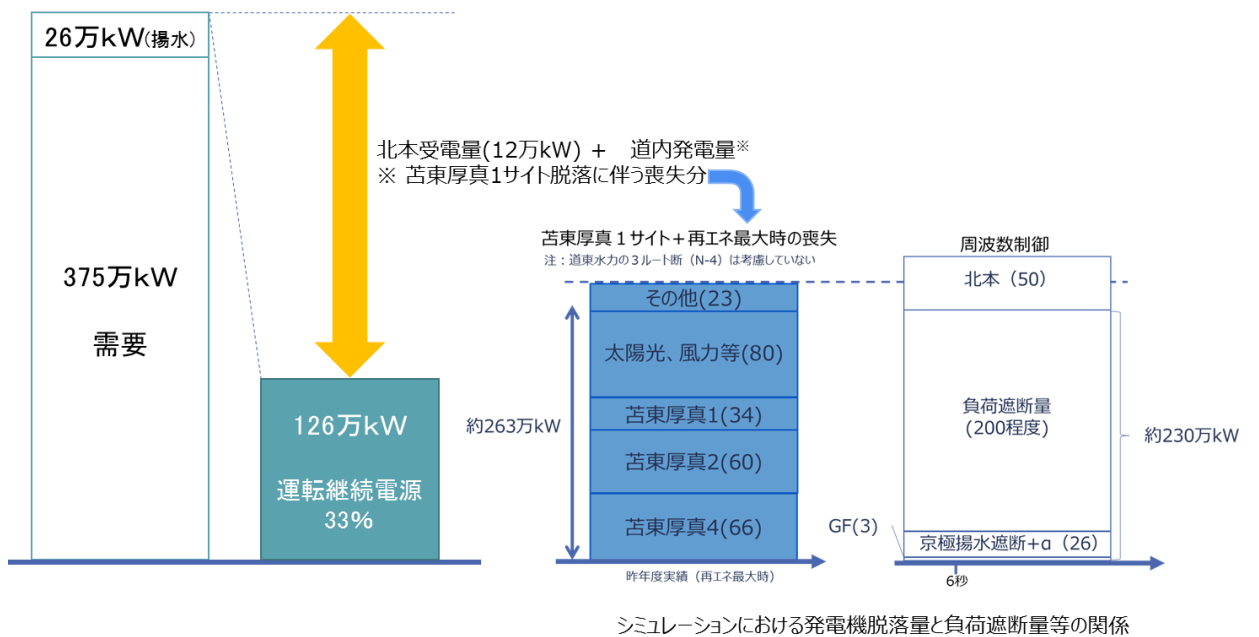 26万kW(揚水)
375万kW
需要
126万kW
運転継続電源
33%
北本受電量(12万kW) + 道内発電量※
※ 苫東厚真1サイト脱落に伴う喪失分
苫東厚真1サイト+再エネ最大時の喪失
注:道東水力の3ルート断(N-4)は考慮していない
その他(23)
太陽光、風力等(80)
苫東厚真1(34)
苫東厚真2(60)
苫東厚真4(66)
約263万kW
昨年度実績(再エネ最大時)
周波数制御
北本(50)
負荷遮断量
(200程度)
約230万kW
GF(3)
京極揚水遮断+α(26)
6秒
シミュレーションにおける発電機脱落量と負荷遮断量等の関係